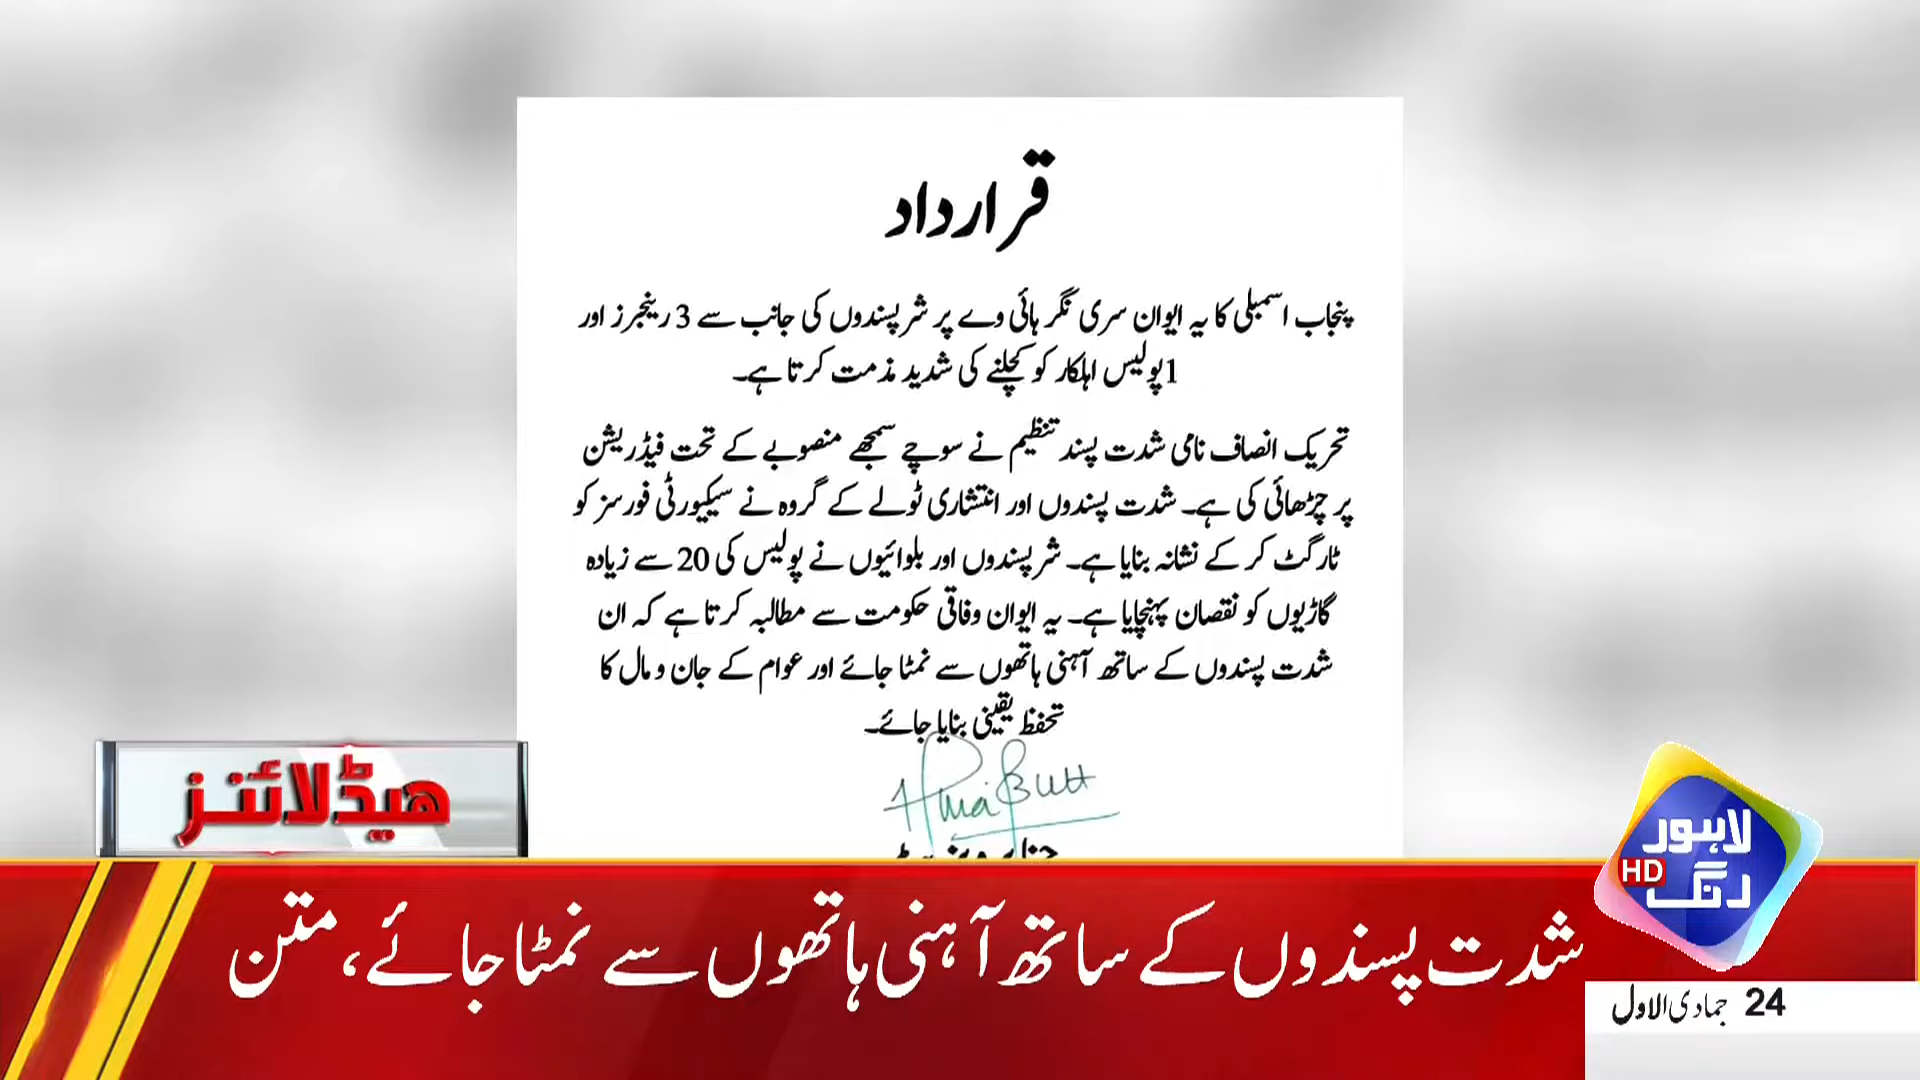 قرارداد
پنجاب اسمبلی کا یہ ایوان سری نگر ہائی وے پر شرپسندوں کی جانب سے 3 رینجرز اور
1 پولیس اہلکار کو کچلنے کی شدید مذمت کرتا ہے۔
تحریک انصاف نامی شدت پسند تنظیم نے سوچے سمجھے منصوبے کے تحت فیڈریشن
پر چڑھائی کی ہے۔ شدت پسندوں اور انتشاری ٹولے کے گروہ نے سیکیورٹی فورسز کو
ٹارگٹ کر کے نشانہ بنایا ہے۔ شرپسندوں اور بلوائیوں نے پولیس کی 20 سے زیادہ
گاڑیوں کو نقصان پہنچایا ہے۔ یہ ایوان وفاقی حکومت سے مطالبہ کرتا ہے کہ ان
شدت پسندوں کے ساتھ آہنی ہاتھوں سے نمٹا جائے اور عوام کے جان و مال کا
تحفظ یقینی بنایا جائے۔
Hina Butt
ہیڈلائنز
لاہور
رنگ HD
شدت پسندوں کے ساتھ آہنی ہاتھوں سے نمٹا جائے، متن
24 جمادی الاول